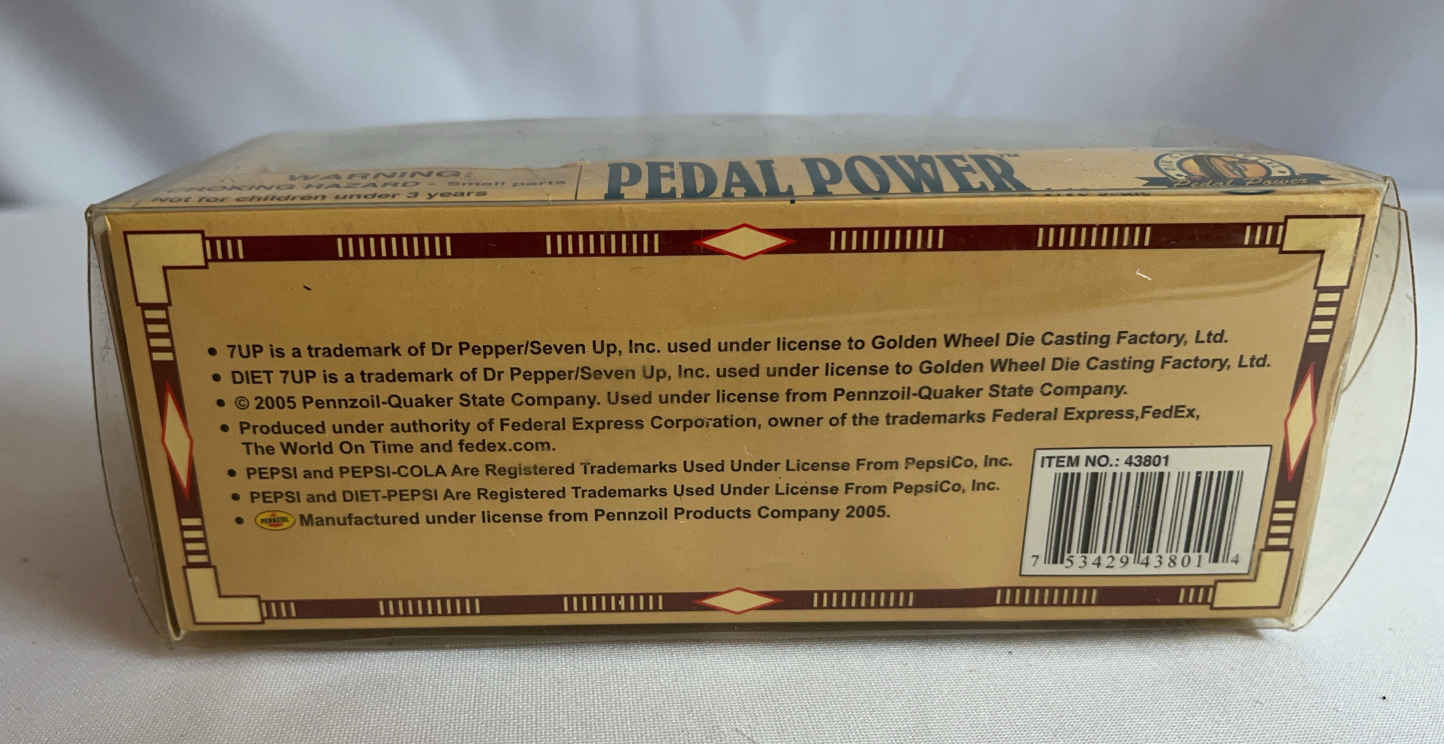 WARNING:
CHOKING HAZARD - Small parts
Not for children under 3 years
PEDAL POWER™
Pedal Power
• 7UP is a trademark of Dr Pepper/Seven Up, Inc. used under license to Golden Wheel Die Casting Factory, Ltd.
• DIET 7UP is a trademark of Dr Pepper/Seven Up, Inc. used under license to Golden Wheel Die Casting Factory, Ltd.
• © 2005 Pennzoil-Quaker State Company. Used under license from Pennzoil-Quaker State Company.
• Produced under authority of Federal Express Corporation, owner of the trademarks Federal Express,FedEx,
The World On Time and fedex.com.
• PEPSI and PEPSI-COLA Are Registered Trademarks Used Under License From PepsiCo, Inc.
• PEPSI and DIET-PEPSI Are Registered Trademarks Used Under License From PepsiCo, Inc.
• PENNZOIL Manufactured under license from Pennzoil Products Company 2005.
ITEM NO.: 43801
7 53429 43801 4